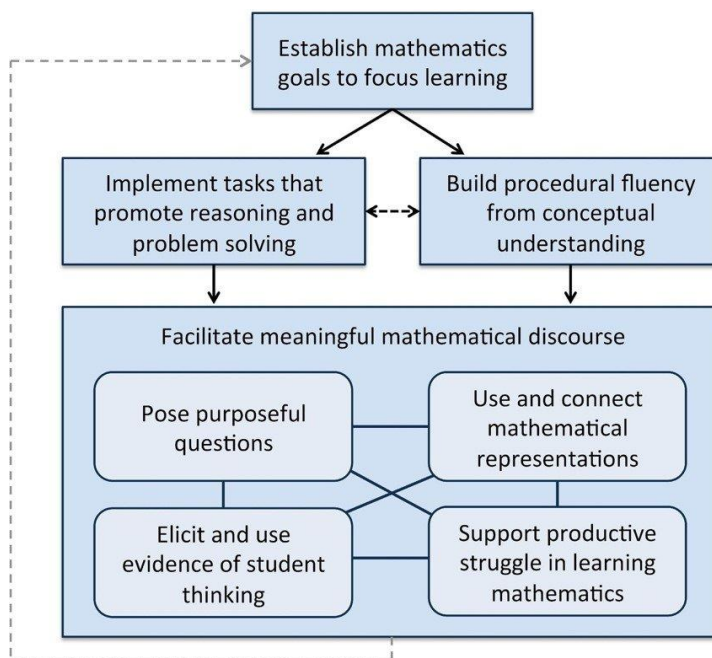 Establish mathematics
goals to focus learning
Implement tasks that
promote reasoning and
problem solving
Build procedural fluency
from conceptual
understanding
Facilitate meaningful mathematical discourse
Pose purposeful
questions
Use and connect
mathematical
representations
Elicit and use
evidence of student
thinking
Support productive
struggle in learning
mathematics